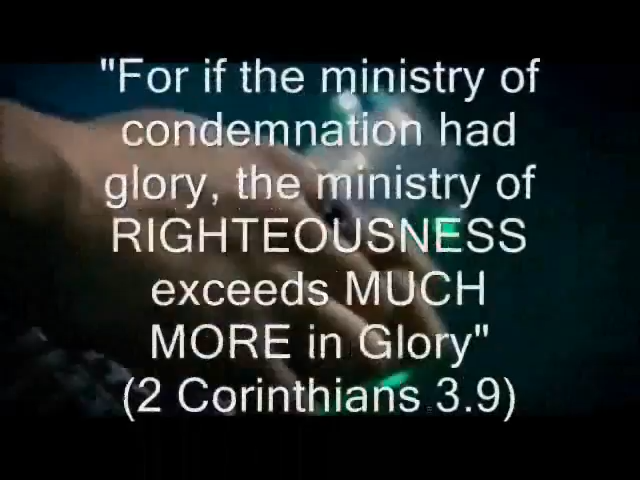 "For if the ministry of
condemnation had
glory, the ministry of
RIGHTEOUSNESS
exceeds MUCH
MORE in Glory"
(2 Corinthians 3.9)